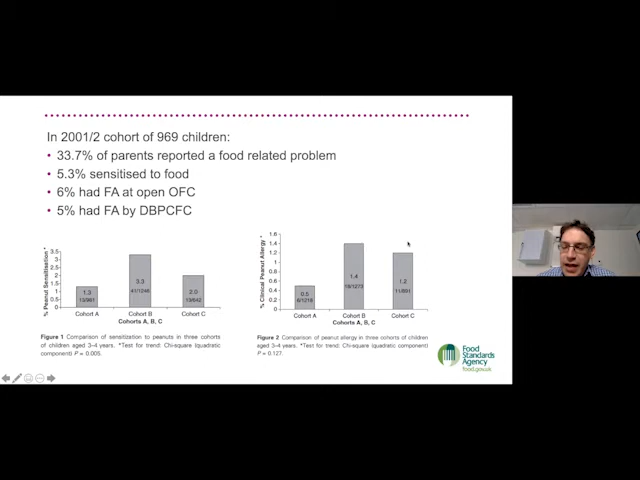 In 2001/2 cohort of 969 children:
• 33.7% of parents reported a food related problem
• 5.3% sensitised to food
• 6% had FA at open OFC
• 5% had FA by DBPCFC
% Peanut Sensitisation *
3.5
3
2.5
2
1.5
1
0.5
0
1.3
13/981
3.3
41/1246
2.0
13/642
Cohort A Cohort B Cohort C
Cohorts A, B, C
Figure 1 Comparison of sensitization to peanuts in three cohorts
of children aged 3–4 years. *Test for trend: Chi-square (quadratic
component) P = 0.005.
% Clinical Peanut Allergy *
1.6
1.4
1.2
1
0.8
0.6
0.4
0.2
0
0.5
6/1218
1.4
18/1273
1.2
11/891
Cohort A Cohort B Cohort C
Cohorts A, B, C
Figure 2 Comparison of peanut allergy in three cohorts of children
aged 3–4 years. *Test for trend: Chi-square (quadratic component)
P = 0.127.
Food
Standards
Agency
food.gov.uk